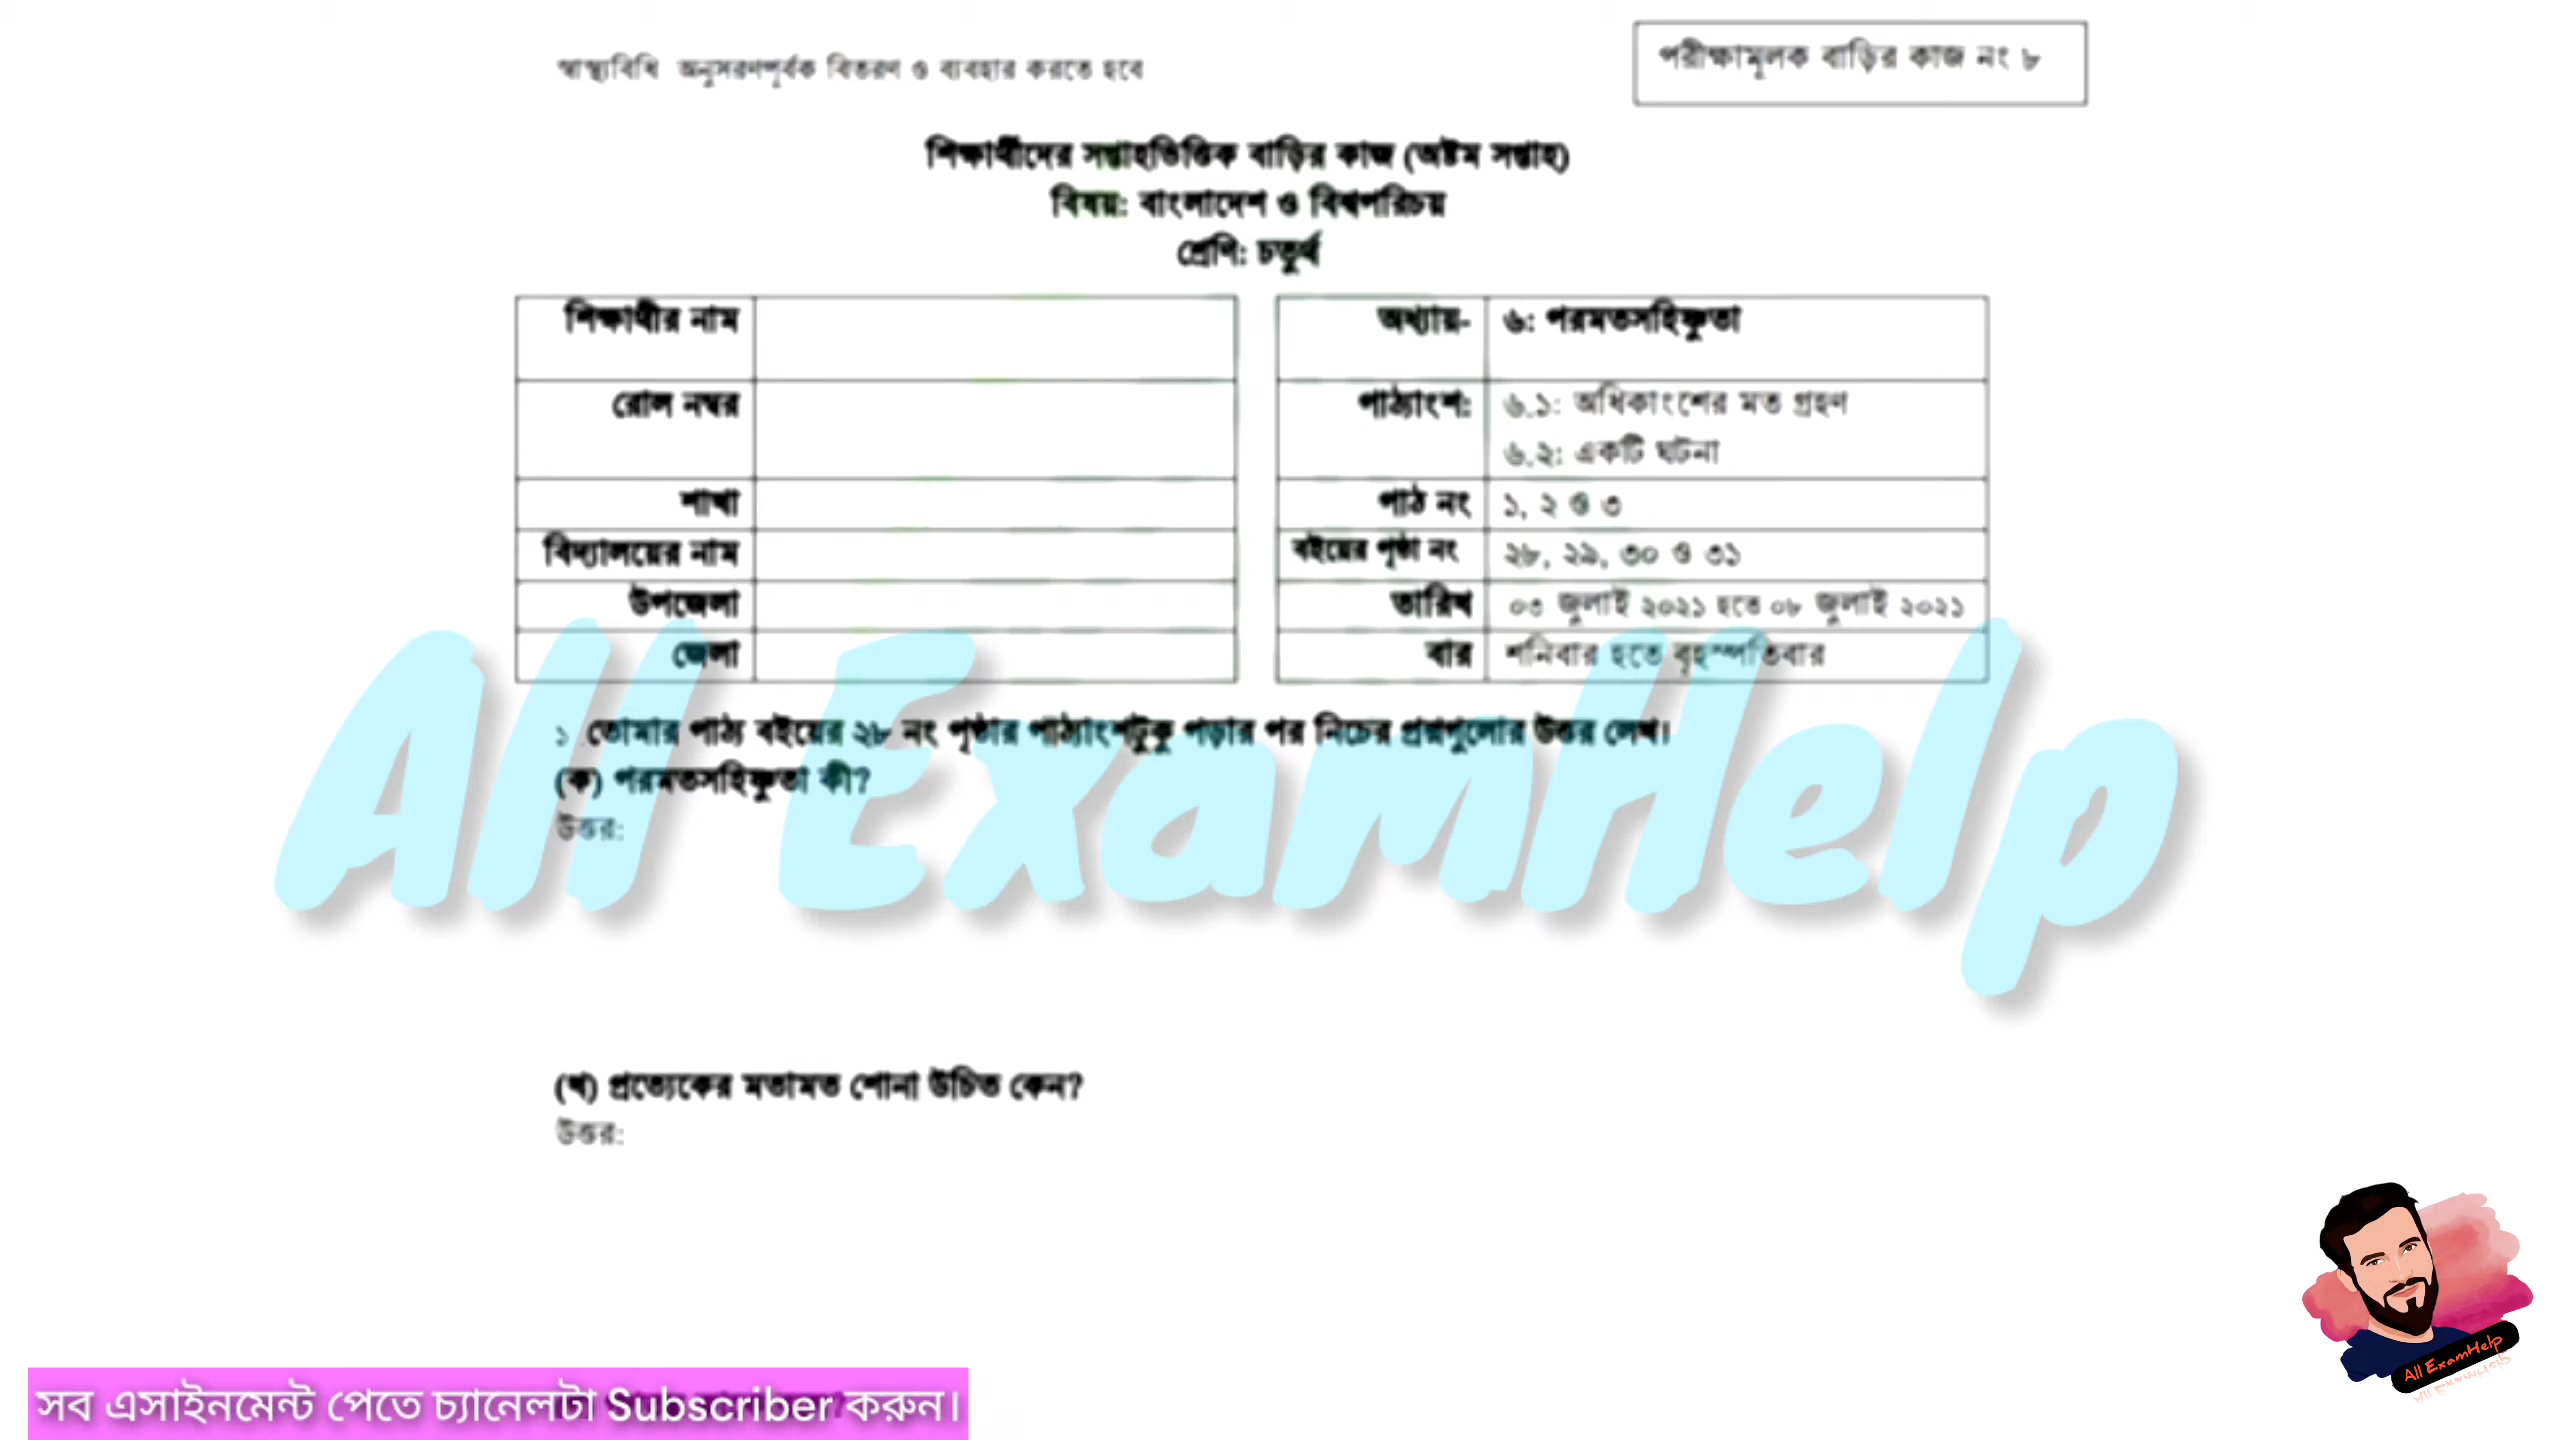 স্বাস্থ্যবিধি অনুসরণপূর্বক বিতরণ ও ব্যবহার করতে হবে
পরীক্ষামূলক বাড়ির কাজ নং ৮
শিক্ষার্থীদের সপ্তাহভিত্তিক বাড়ির কাজ (অষ্টম সপ্তাহ)
বিষয়: বাংলাদেশ ও বিশ্বপরিচয়
শ্রেণি: চতুর্থ
শিক্ষার্থীর নাম
রোল নম্বর
শাখা
বিদ্যালয়ের নাম
উপজেলা
জেলা
অধ্যায়- ৬: পরমতসহিষ্ণুতা
পাঠ্যাংশ: ৬.১: অধিকাংশের মত গ্রহণ
৬.২: একটি ঘটনা
পাঠ নং ১, ২ ও ৩
বইয়ের পৃষ্ঠা নং ২৮, ২৯, ৩০ ও ৩১
তারিখ ০৩ জুলাই ২০২১ হতে ০৮ জুলাই ২০২১
বার শনিবার হতে বৃহস্পতিবার
১. তোমার পাঠ্য বইয়ের ২৮ নং পৃষ্ঠার পাঠ্যাংশটুকু পড়ার পর নিচের প্রশ্নগুলোর উত্তর লেখ।
(ক) পরমতসহিষ্ণুতা কী?
উত্তর:
All ExamHelp
(খ) প্রত্যেকের মতামত শোনা উচিত কেন?
উত্তর:
All ExamHelp
সব এসাইনমেন্ট পেতে চ্যানেলটা Subscriber করুন।